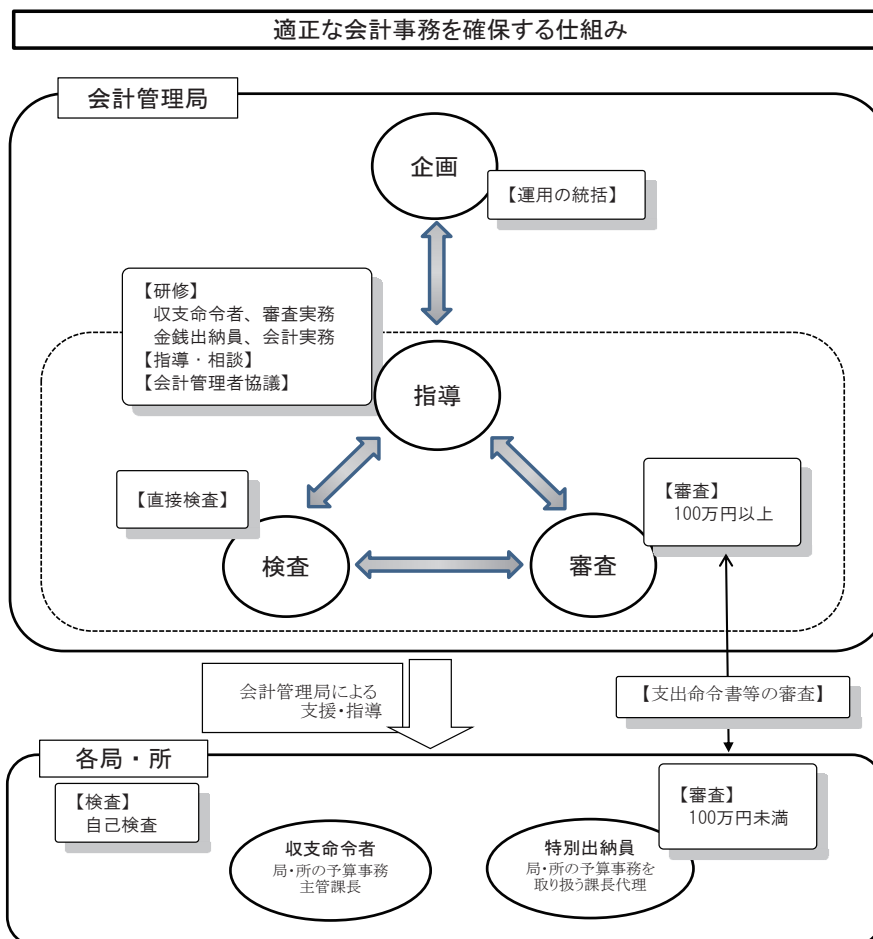 適正な会計事務を確保する仕組み
会計管理局
企画
【運用の統括】
【研修】
収支命令者、審査実務
金銭出納員、会計実務
【指導・相談】
【会計管理者協議】
指導
【直接検査】
【審査】
100万円以上
検査
審査
会計管理局による
支援・指導
【支出命令書等の審査】
各局・所
【検査】
自己検査
【審査】
100万円未満
収支命令者
局・所の予算事務
主管課長
特別出納員
局・所の予算事務を
取り扱う課長代理